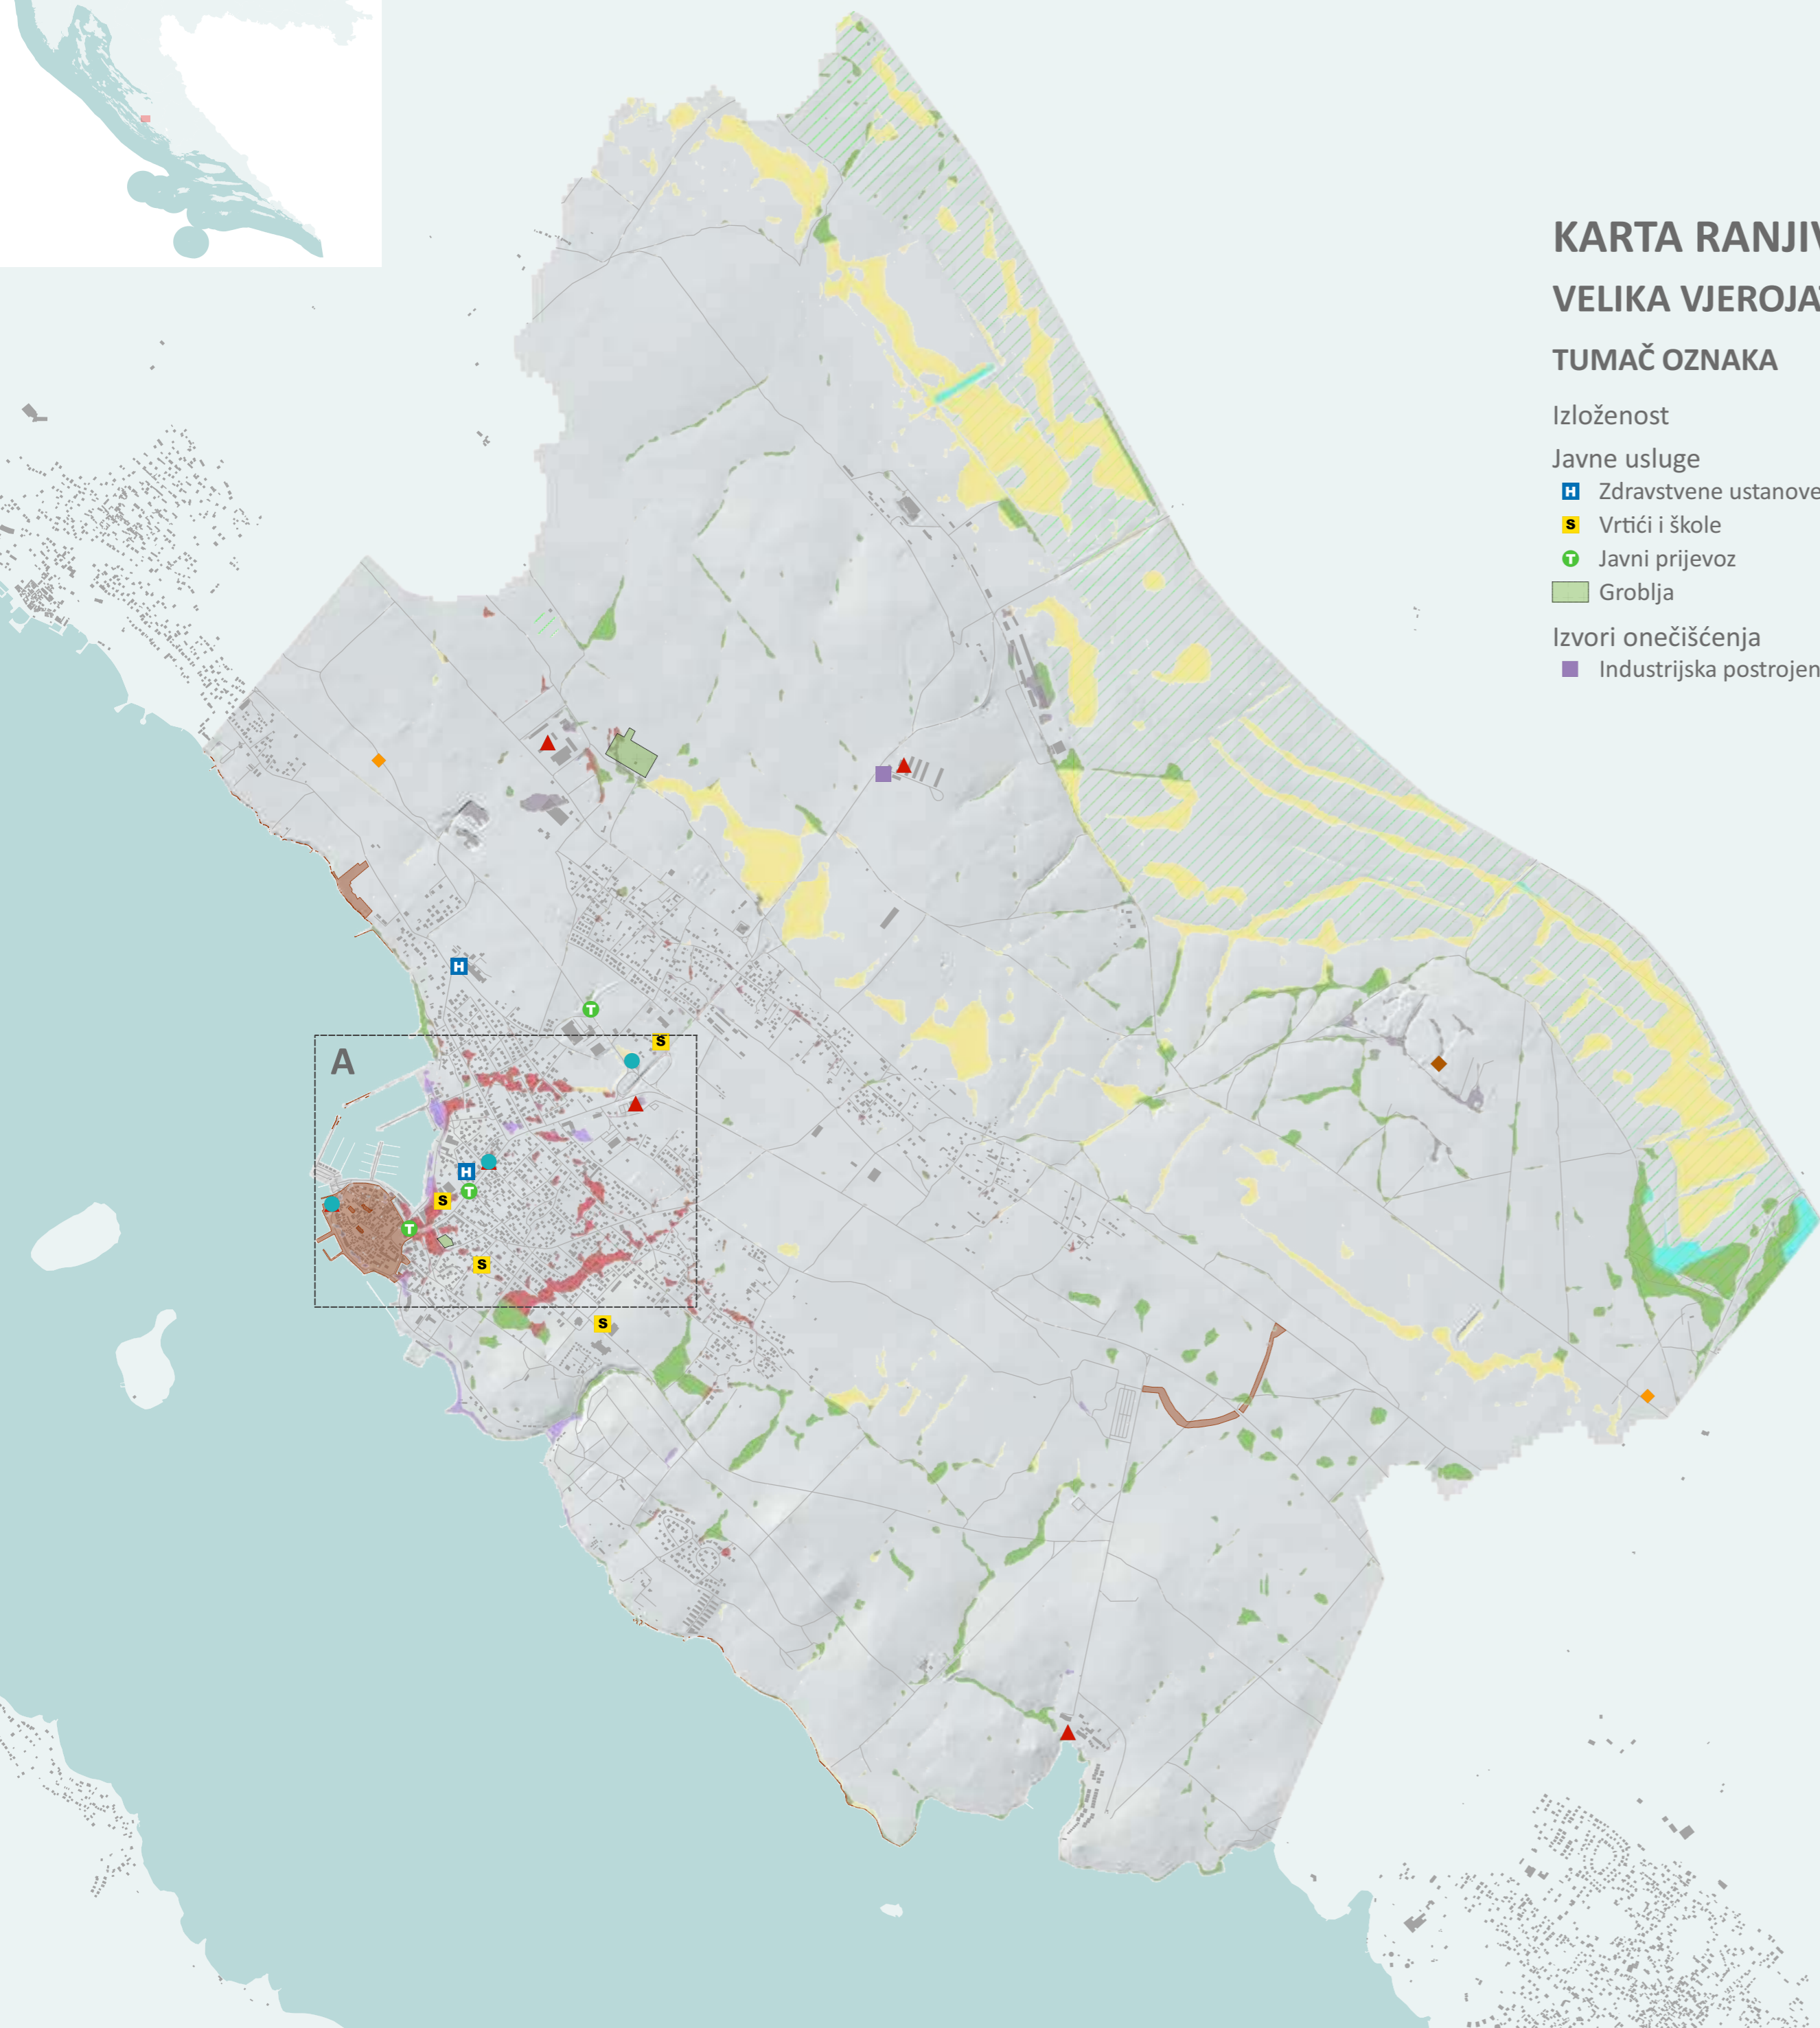 KARTA RANJIV
VELIKA VJEROJAT
TUMAČ OZNAKA
Izloženost
Javne usluge
H Zdravstvene ustanove
S Vrtići i škole
T Javni prijevoz
Groblja
Izvori onečišćenja
Industrijska postrojen
H
T
S
A
H
T
S
T
S
S